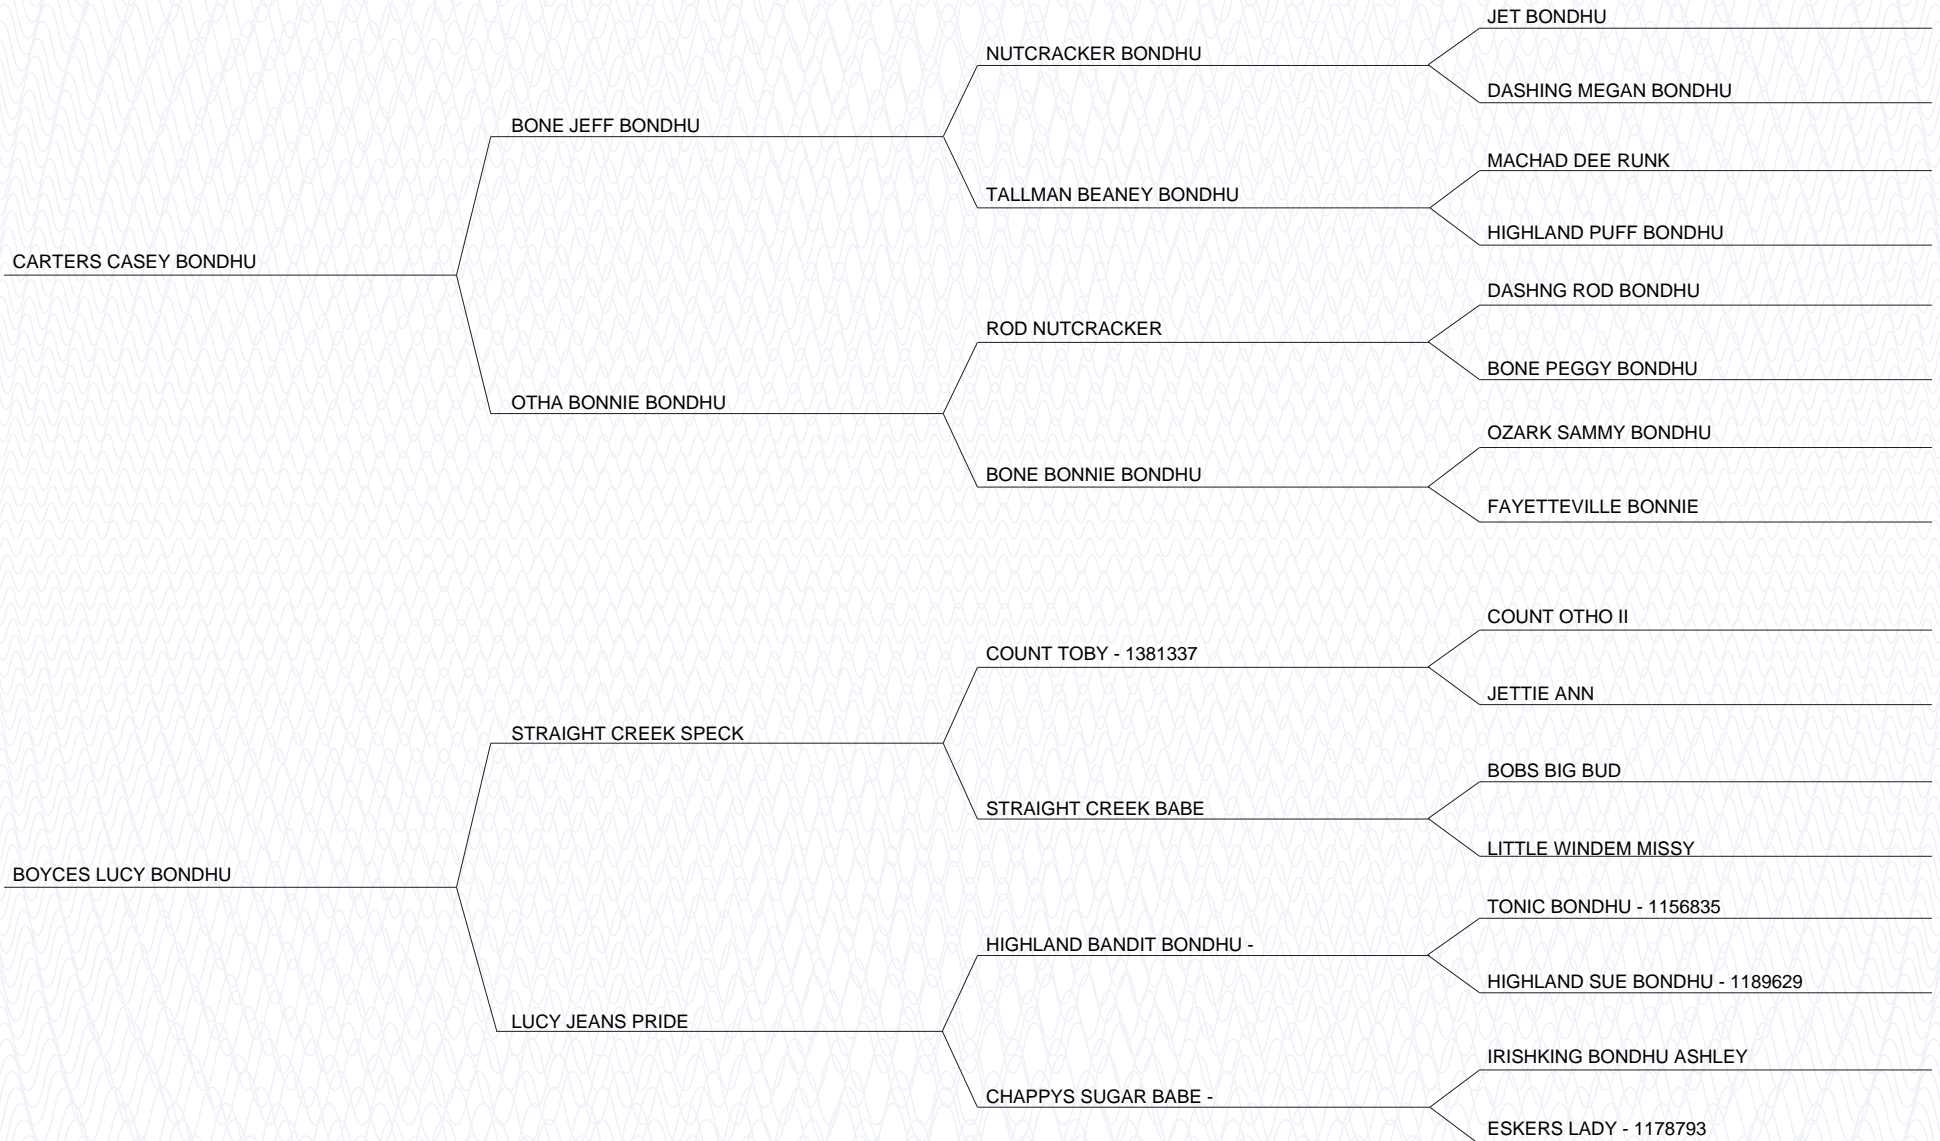 JET BONDHU
NUTCRACKER BONDHU
DASHING MEGAN BONDHU
BONE JEFF BONDHU
MACHAD DEE RUNK
TALLMAN BEANEY BONDHU
HIGHLAND PUFF BONDHU
CARTERS CASEY BONDHU
DASHNG ROD BONDHU
ROD NUTCRACKER
BONE PEGGY BONDHU
OTHA BONNIE BONDHU
OZARK SAMMY BONDHU
BONE BONNIE BONDHU
FAYETTEVILLE BONNIE
COUNT OTHO II
COUNT TOBY - 1381337
JETTIE ANN
STRAIGHT CREEK SPECK
BOBS BIG BUD
STRAIGHT CREEK BABE
LITTLE WINDEM MISSY
BOYCES LUCY BONDHU
TONIC BONDHU - 1156835
HIGHLAND BANDIT BONDHU -
HIGHLAND SUE BONDHU - 1189629
LUCY JEANS PRIDE
IRISHKING BONDHU ASHLEY
CHAPPYS SUGAR BABE -
ESKERS LADY - 1178793